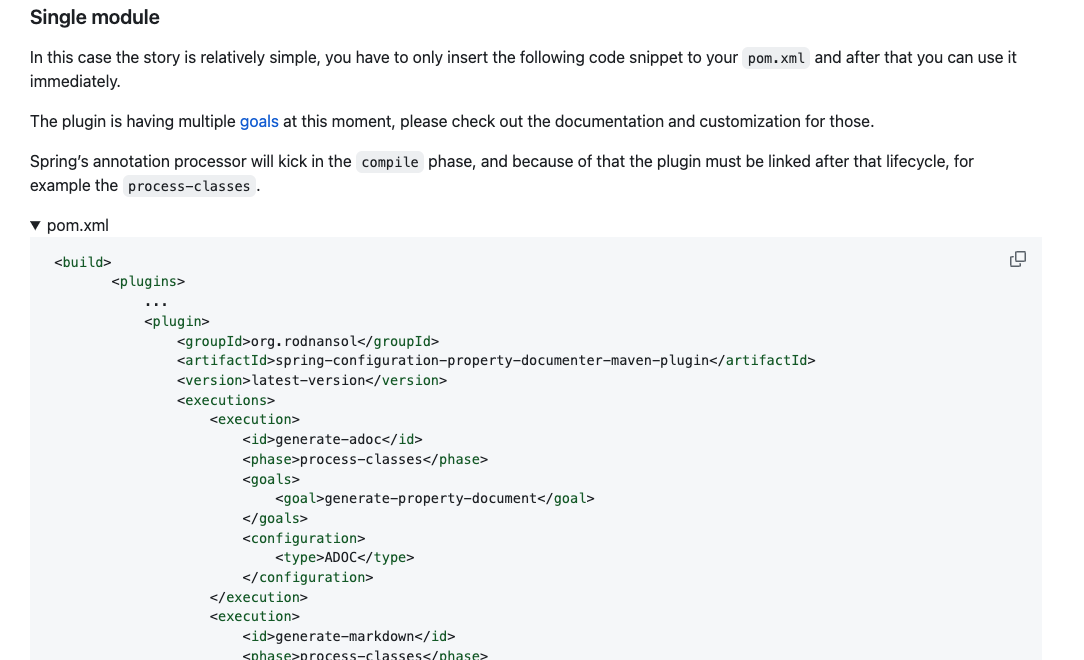 Single module
In this case the story is relatively simple, you have to only insert the following code snippet to your pom.xml and after that you can use it
immediately.
The plugin is having multiple goals at this moment, please check out the documentation and customization for those.
Spring’s annotation processor will kick in the compile phase, and because of that the plugin must be linked after that lifecycle, for
example the process-classes.
▼ pom.xml
<build>
        <plugins>
            ...
            <plugin>
                <groupId>org.rodnansol</groupId>
                <artifactId>spring-configuration-property-documenter-maven-plugin</artifactId>
                <version>latest-version</version>
                <executions>
                    <execution>
                        <id>generate-adoc</id>
                        <phase>process-classes</phase>
                        <goals>
                            <goal>generate-property-document</goal>
                        </goals>
                        <configuration>
                            <type>ADOC</type>
                        </configuration>
                    </execution>
                    <execution>
                        <id>generate-markdown</id>
                        <phase>process-classes</phase>